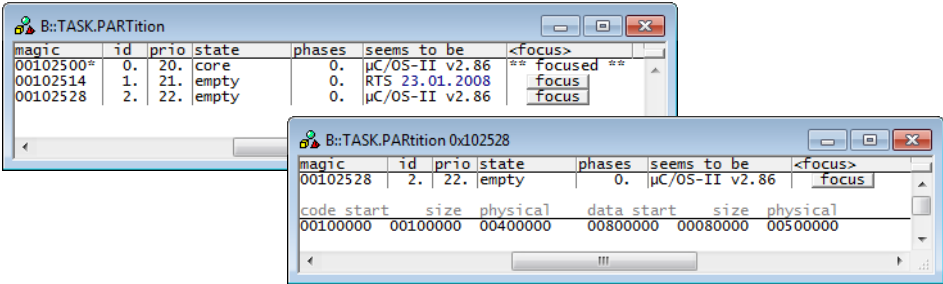 B::TASK.PARTition
magic id prio state phases seems to be <focus>
00102500* 0. 20. core 0. µC/OS-II v2.86 ** focused **
00102514 1. 21. empty 0. RTS 23.01.2008 focus
00102528 2. 22. empty 0. µC/OS-II v2.86 focus
B::TASK.PARtition 0x102528
magic id prio state phases seems to be <focus>
00102528 2. 22. empty 0. µC/OS-II v2.86 focus
code start size physical data start size physical
00100000 00100000 00400000 00800000 00080000 00500000